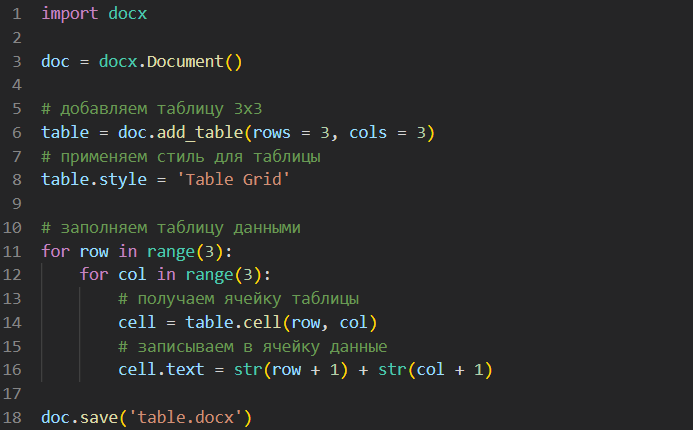 1 import docx
2
3 doc = docx.Document()
4
5 # добавляем таблицу 3x3
6 table = doc.add_table(rows = 3, cols = 3)
7 # применяем стиль для таблицы
8 table.style = 'Table Grid'
9
10 # заполняем таблицу данными
11 for row in range(3):
12     for col in range(3):
13         # получаем ячейку таблицы
14         cell = table.cell(row, col)
15         # записываем в ячейку данные
16         cell.text = str(row + 1) + str(col + 1)
17
18 doc.save('table.docx')